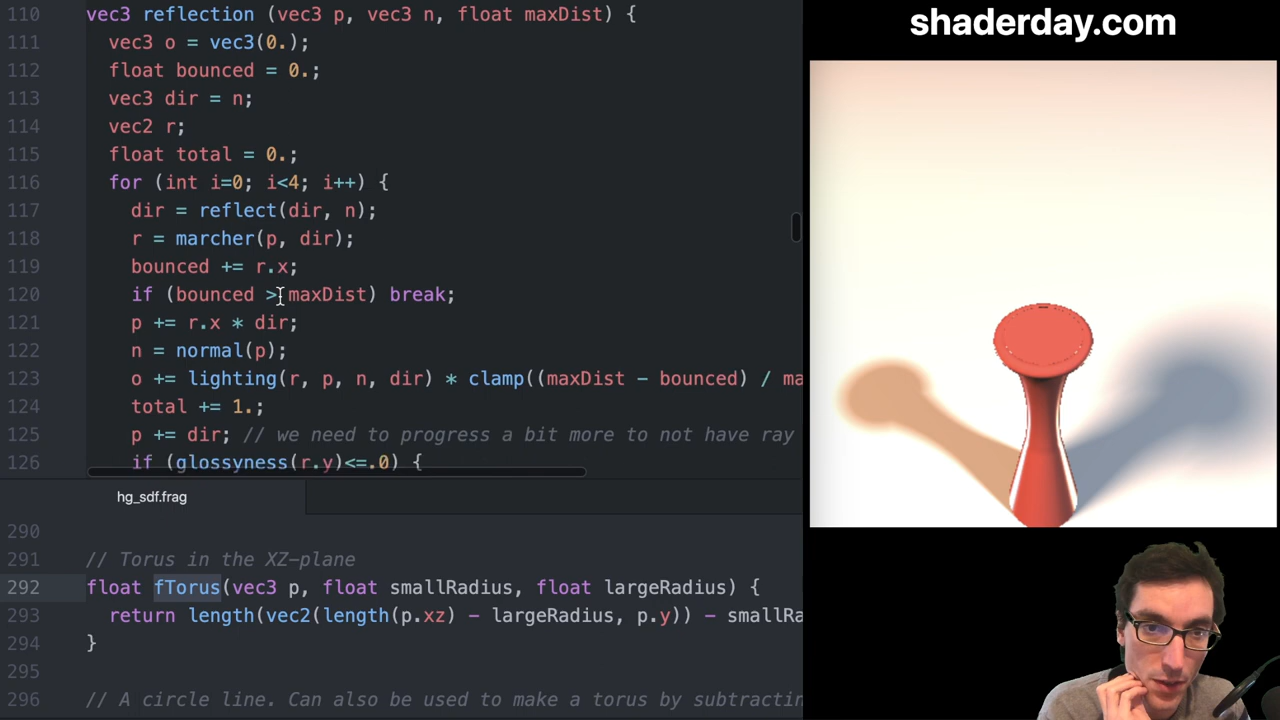 110 vec3 reflection (vec3 p, vec3 n, float maxDist) {
111 vec3 o = vec3(0.);
112 float bounced = 0.;
113 vec3 dir = n;
114 vec2 r;
115 float total = 0.;
116 for (int i=0; i<4; i++) {
117 dir = reflect(dir, n);
118 r = marcher(p, dir);
119 bounced += r.x;
120 if (bounced > maxDist) break;
121 p += r.x * dir;
122 n = normal(p);
123 o += lighting(r, p, n, dir) * clamp((maxDist - bounced) / ma
124 total += 1.;
125 p += dir; // we need to progress a bit more to not have ray
126 if (glossyness(r.y)<=.0) {
hg_sdf.frag
290
291 // Torus in the XZ-plane
292 float fTorus(vec3 p, float smallRadius, float largeRadius) {
293 return length(vec2(length(p.xz) - largeRadius, p.y)) - smallRa
294 }
295
296 // A circle line. Can also be used to make a torus by subtractin
shaderday.com